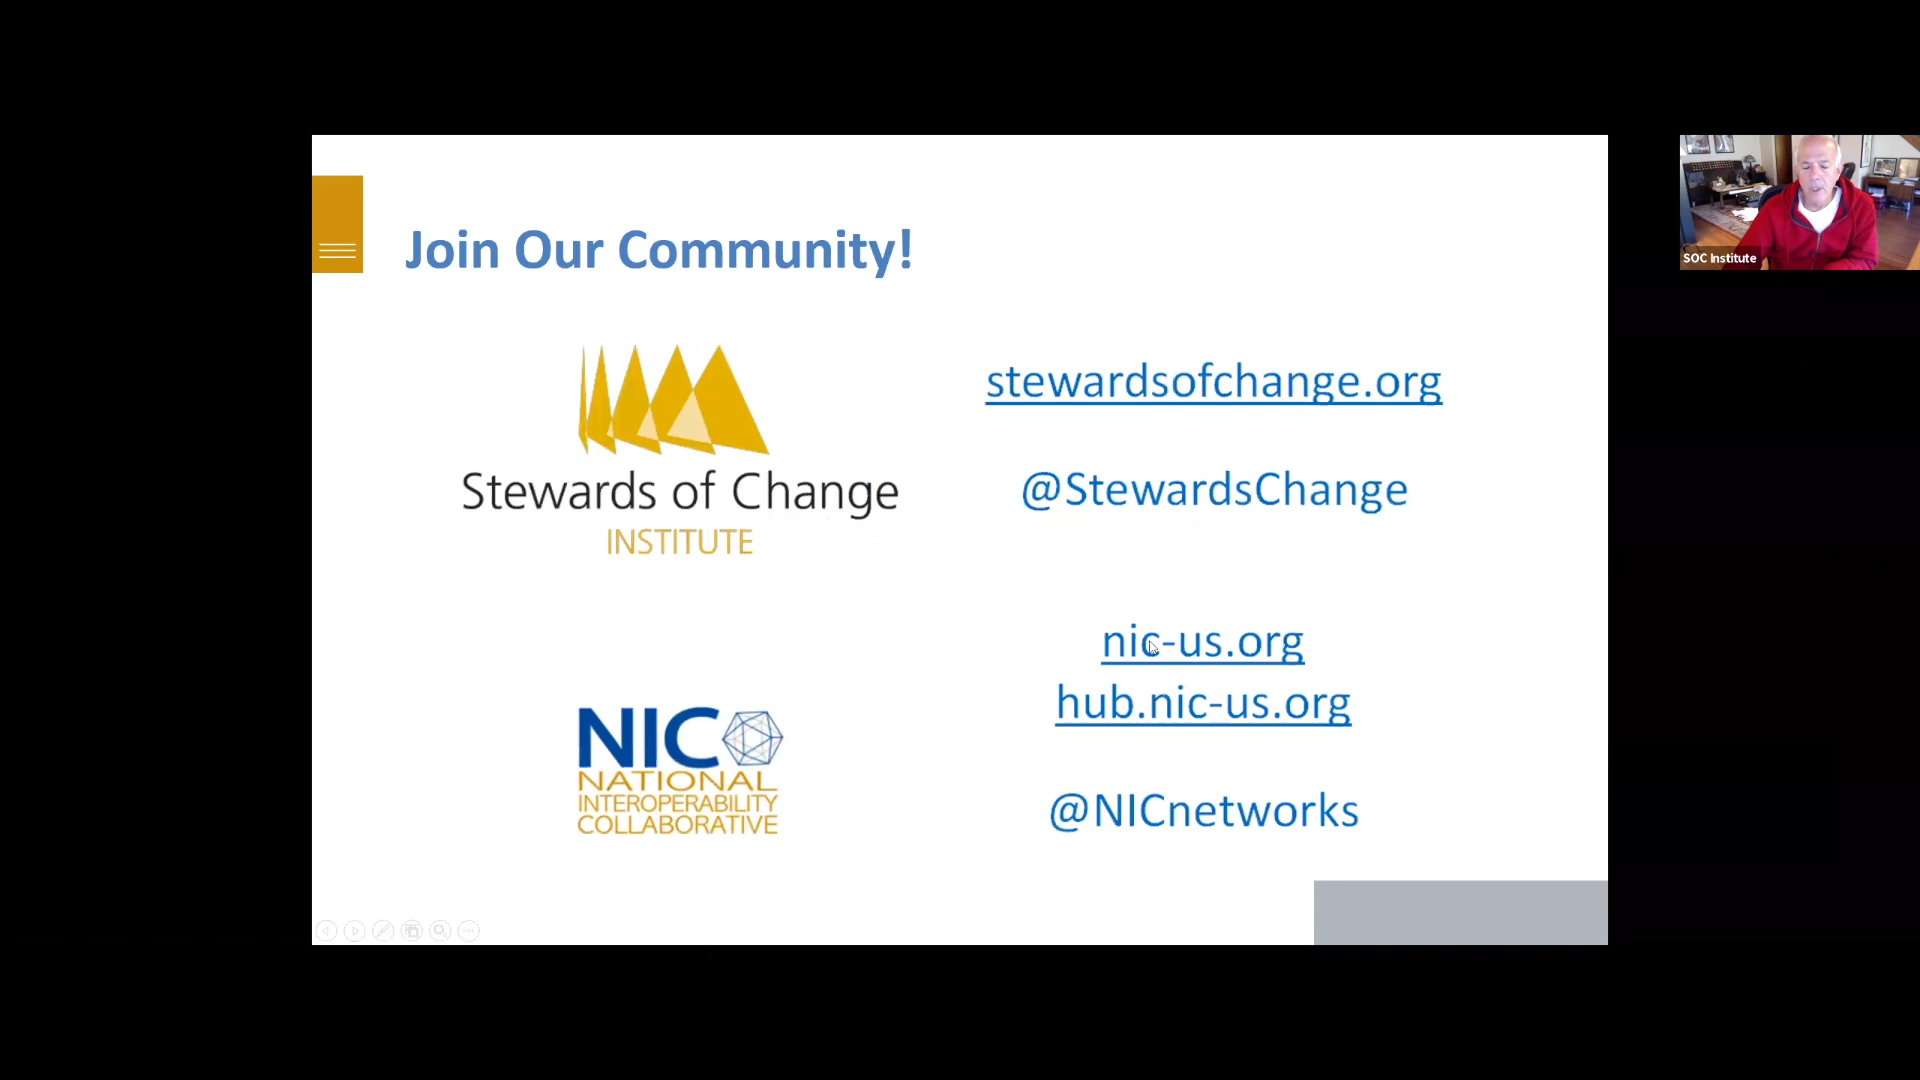 Join Our Community!
Stewards of Change
INSTITUTE
stewardsofchange.org
@StewardsChange
NIC
NATIONAL
INTEROPERABILITY
COLLABORATIVE
nic-us.org
hub.nic-us.org
@NICnetworks
SOC Institute